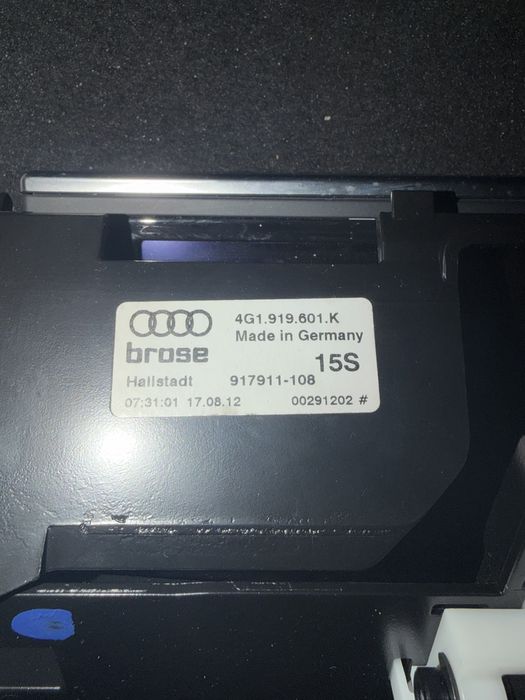 4G1.919.601.K
Made in Germany
brose
15S
Hallstadt 917911-108
07:31:01 17.08.12 00291202 #